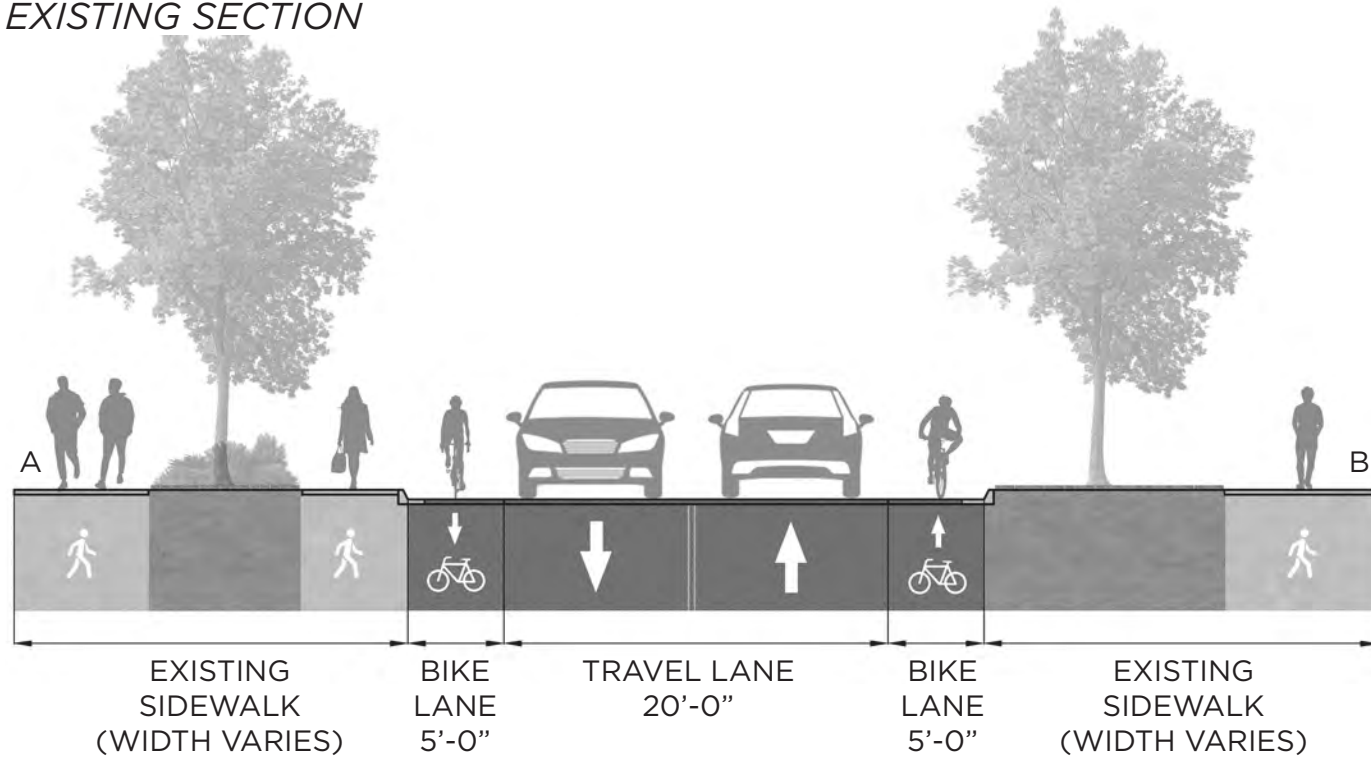 EXISTING SECTION
A
B
EXISTING
SIDEWALK
(WIDTH VARIES)
BIKE
LANE
5’-0”
TRAVEL LANE
20’-0”
BIKE
LANE
5’-0”
EXISTING
SIDEWALK
(WIDTH VARIES)